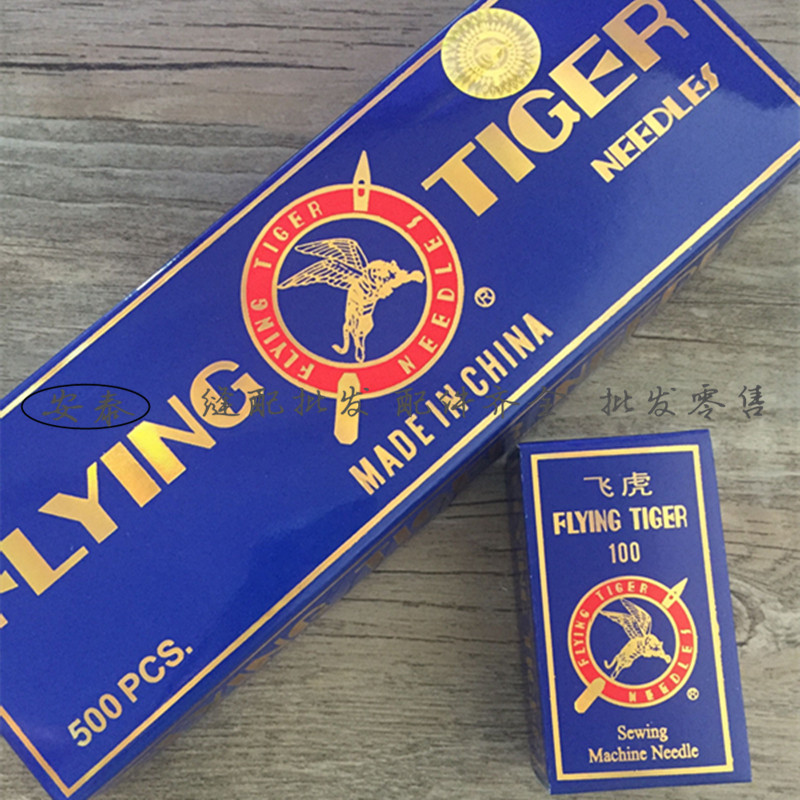 FLYING TIGER
NEEDLES
FLYING TIGER
NEEDLES
®
MADE IN CHINA
500 PCS.
安泰 缝配批发 批发零售
飞虎
FLYING TIGER
100
FLYING TIGER
NEEDLES
®
Sewing
Machine Needle